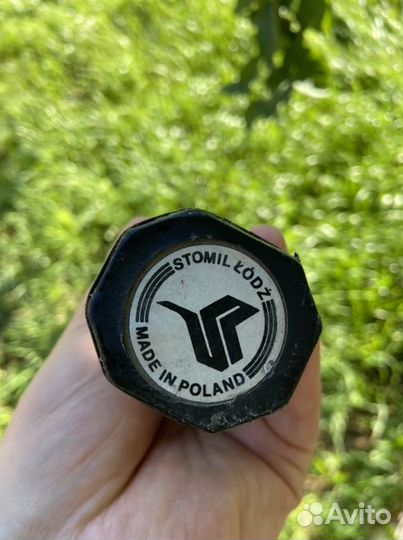 STOMIL ŁÓDŹ
MADE IN POLAND
Avito